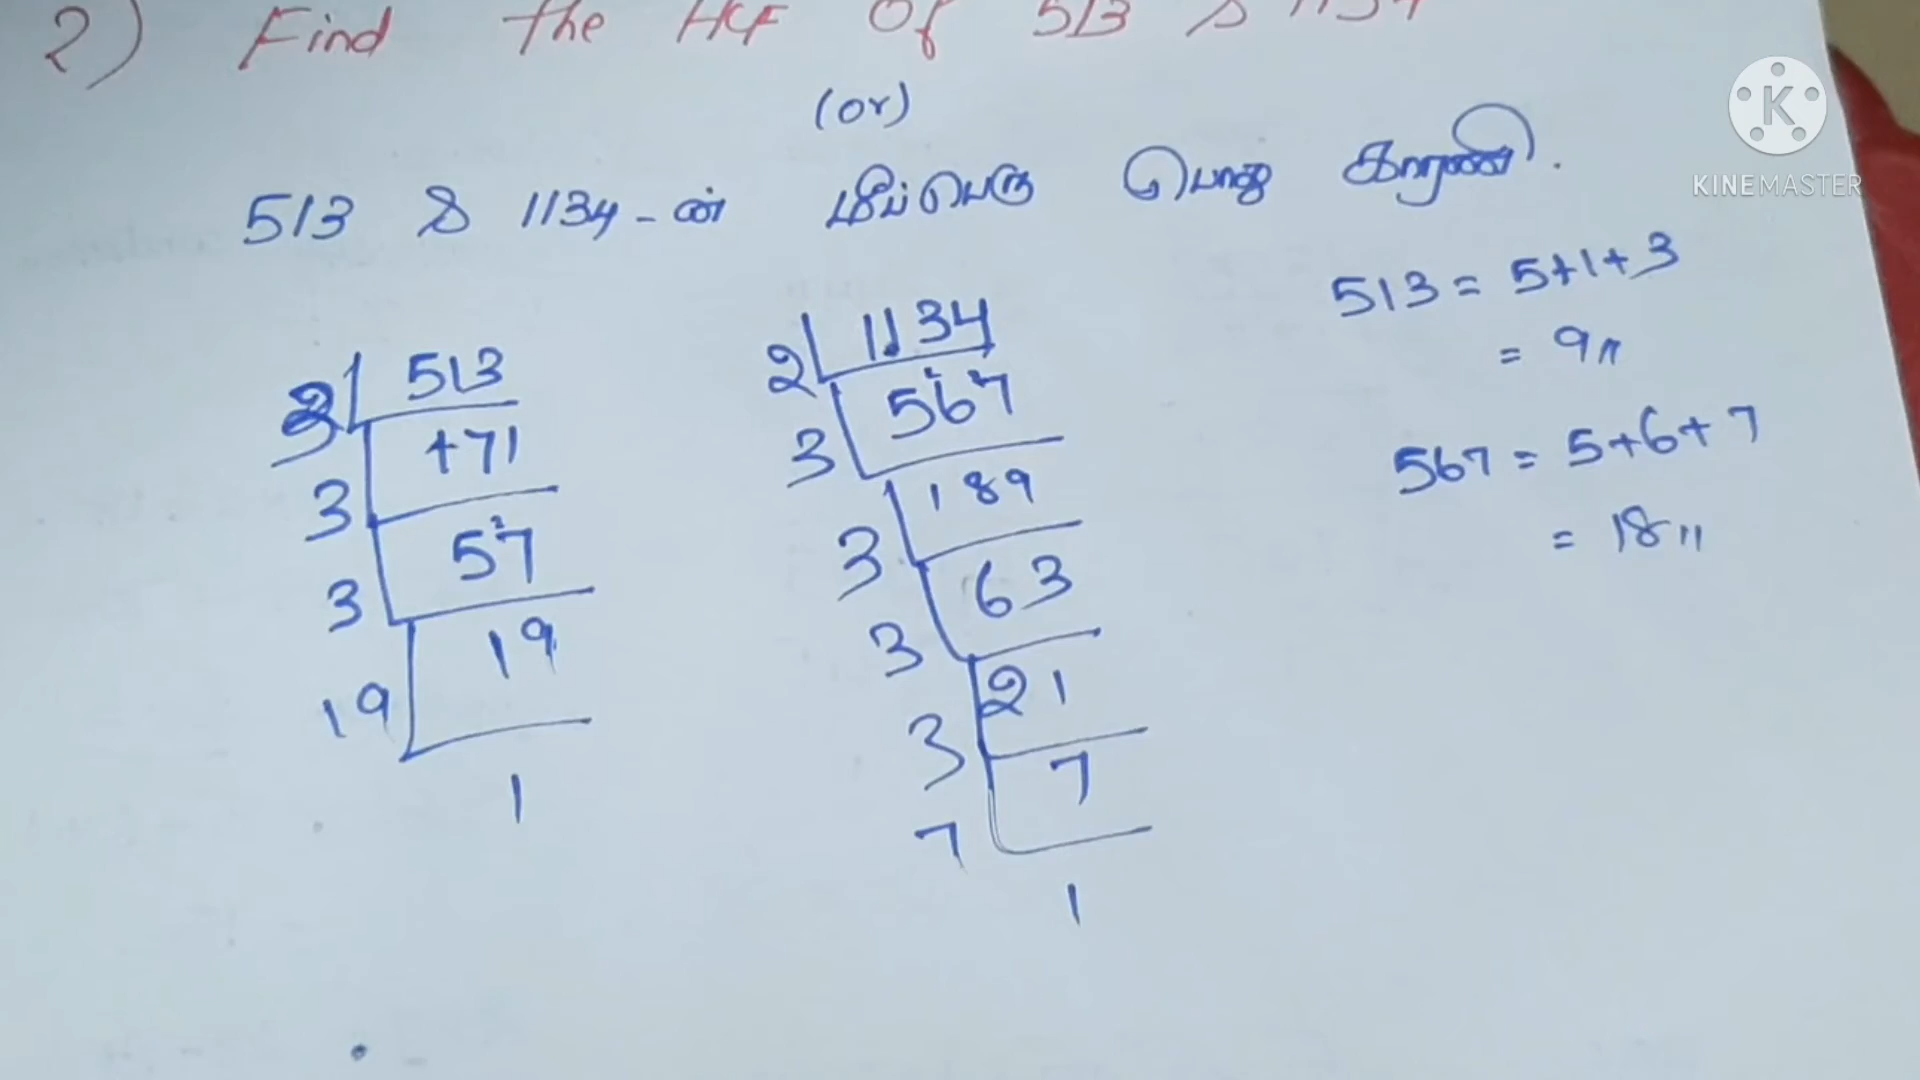 2) Find the HCF Of 513 & 1134
(or)
513 & 1134-ன் மீப்பெரு பொது காரணி.
513 = 5+1+3
= 9
567 = 5+6+7
= 18
3 513
3 171
3 57
19 19
1
2 1134
3 567
3 189
3 63
3 21
7 7
1
K
KINEMASTER